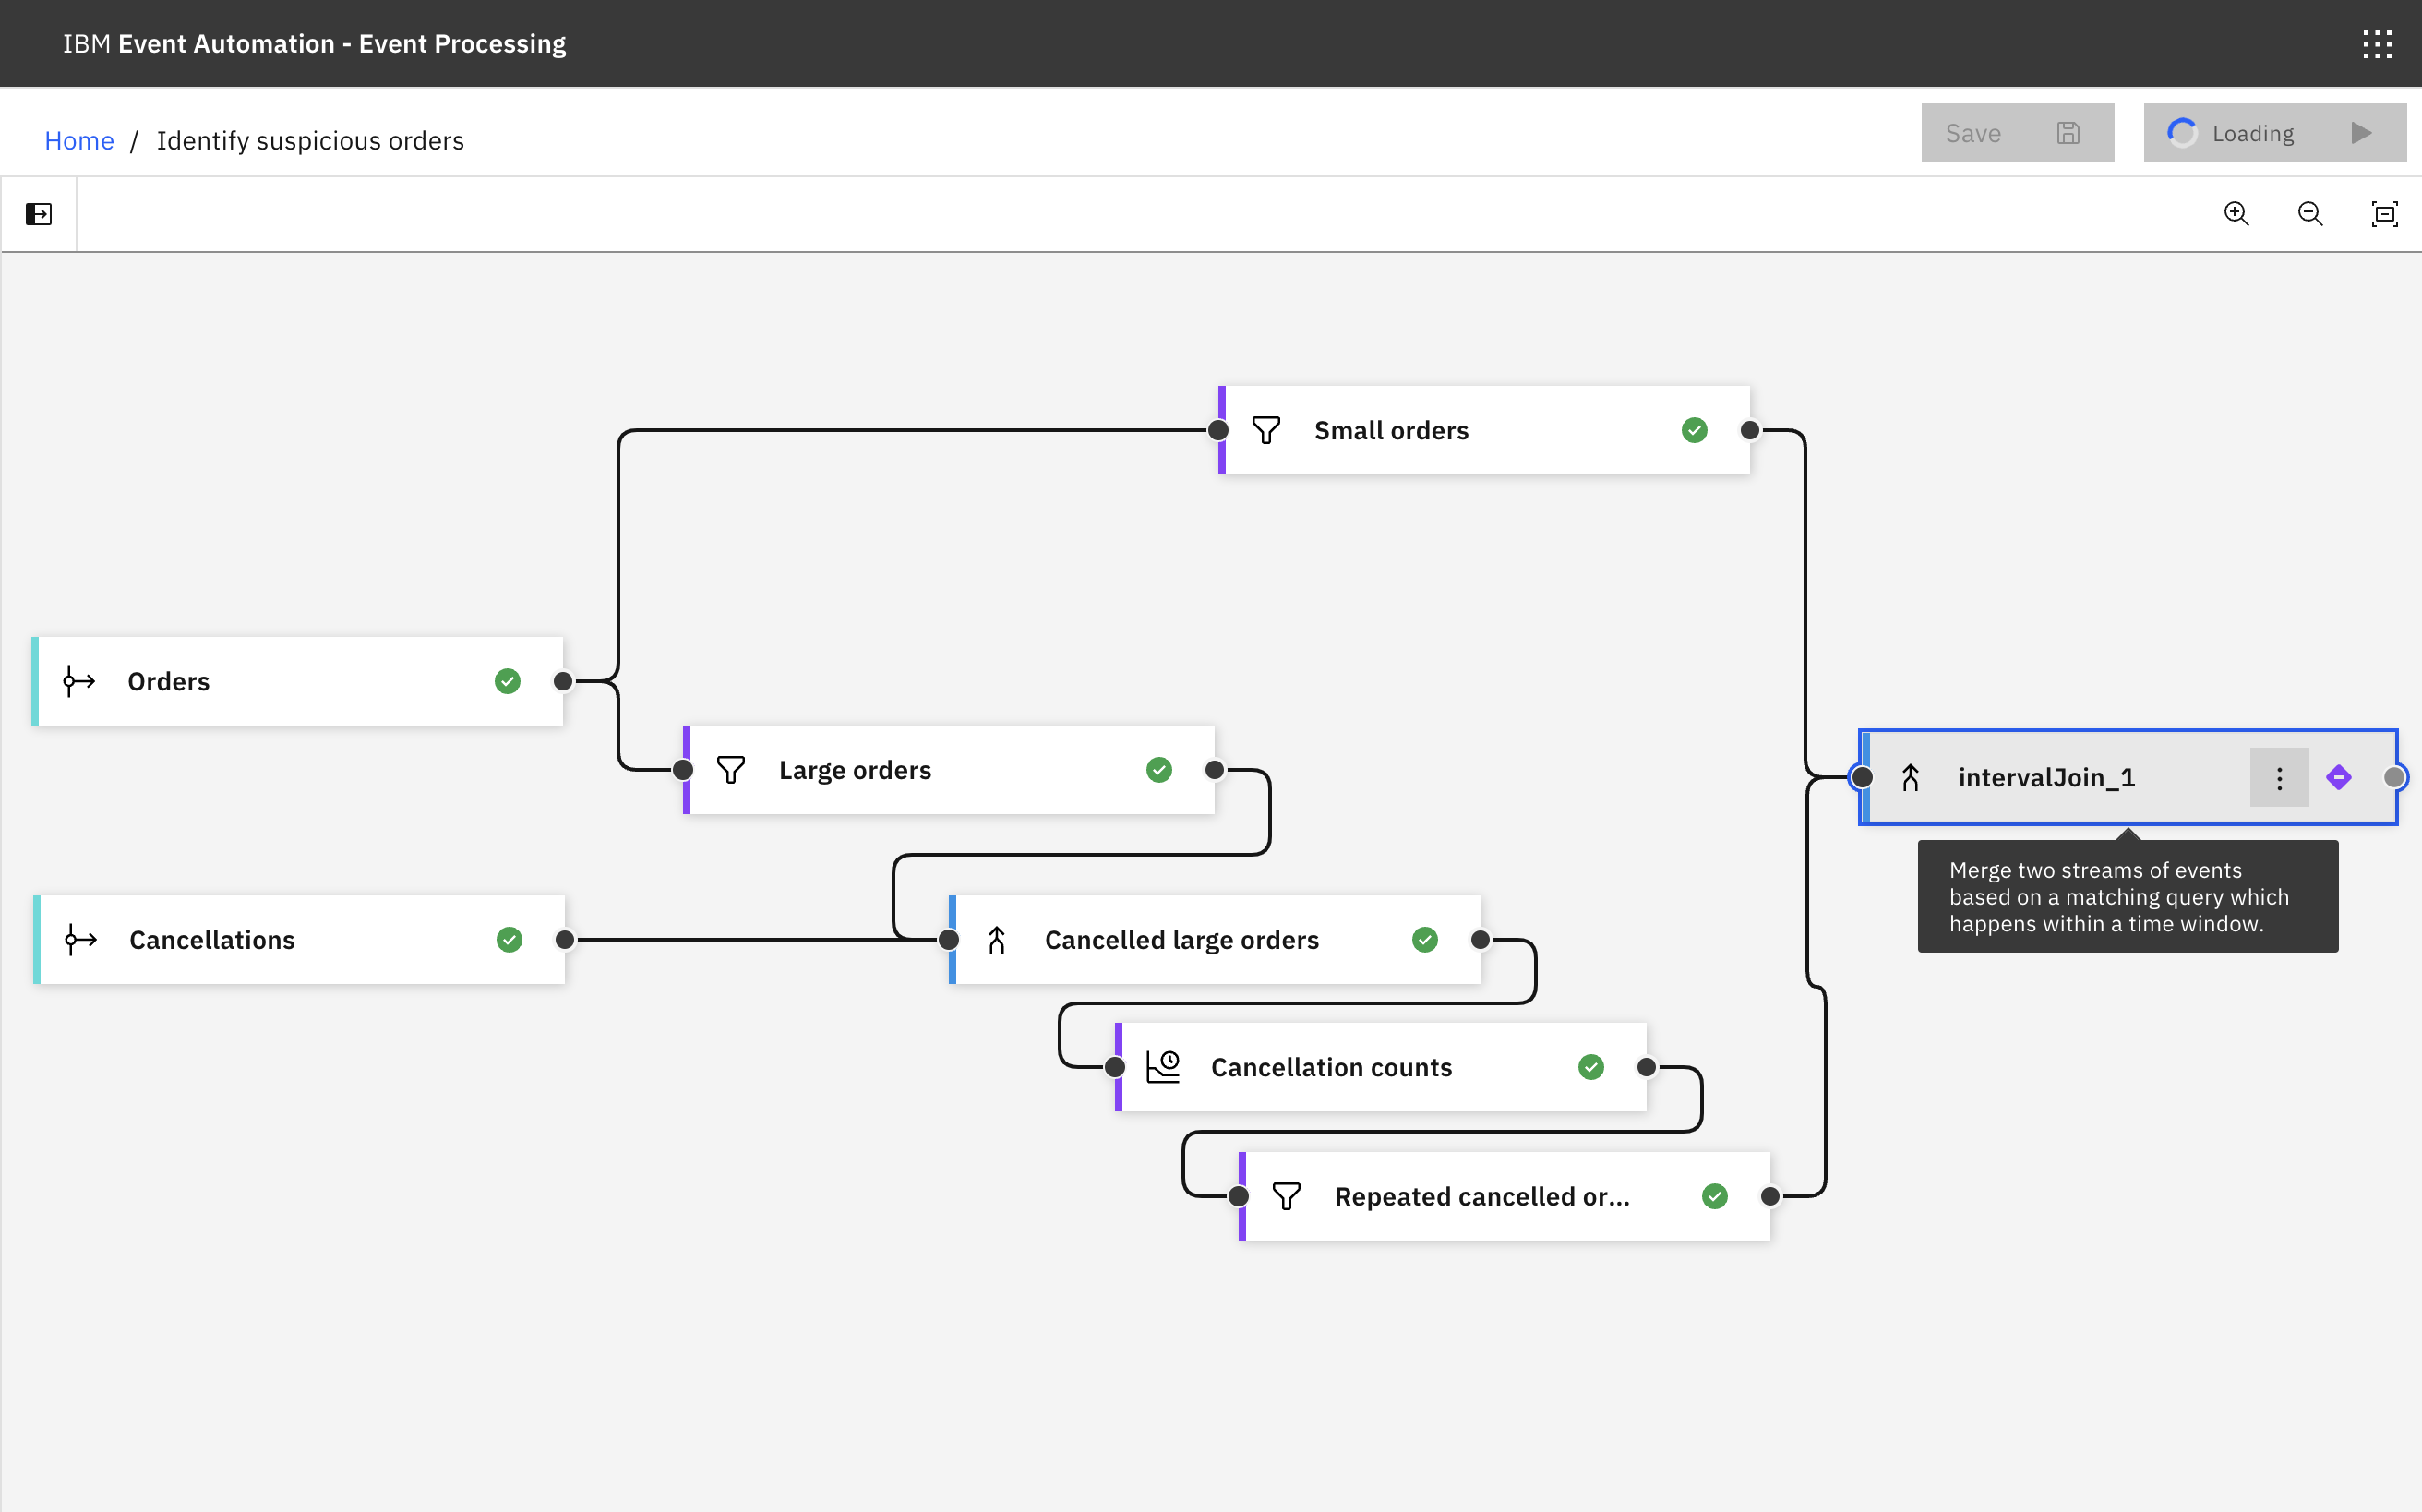 IBM Event Automation - Event Processing
Home / Identify suspicious orders
Save
Loading
Small orders
Orders
Large orders
intervalJoin_1
Merge two streams of events
based on a matching query which
happens within a time window.
Cancellations
Cancelled large orders
Cancellation counts
Repeated cancelled or...